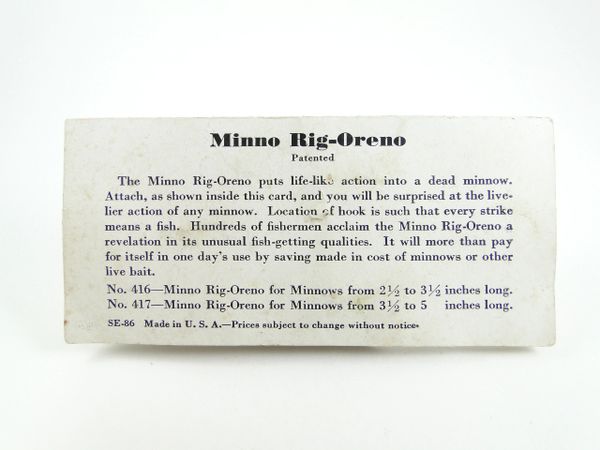 Minno Rig-Oreno
Patented
The Minno Rig-Oreno puts life-like action into a dead minnow.
Attach, as shown inside this card, and you will be surprised at the live-
lier action of any minnow. Location of hook is such that every strike
means a fish. Hundreds of fishermen acclaim the Minno Rig-Oreno a
revelation in its unusual fish-getting qualities. It will more than pay
for itself in one day's use by saving made in cost of minnows or other
live bait.
No. 416—Minno Rig-Oreno for Minnows from 2½ to 3½ inches long.
No. 417—Minno Rig-Oreno for Minnows from 3½ to 5 inches long.
SE-86 Made in U. S. A.—Prices subject to change without notice.